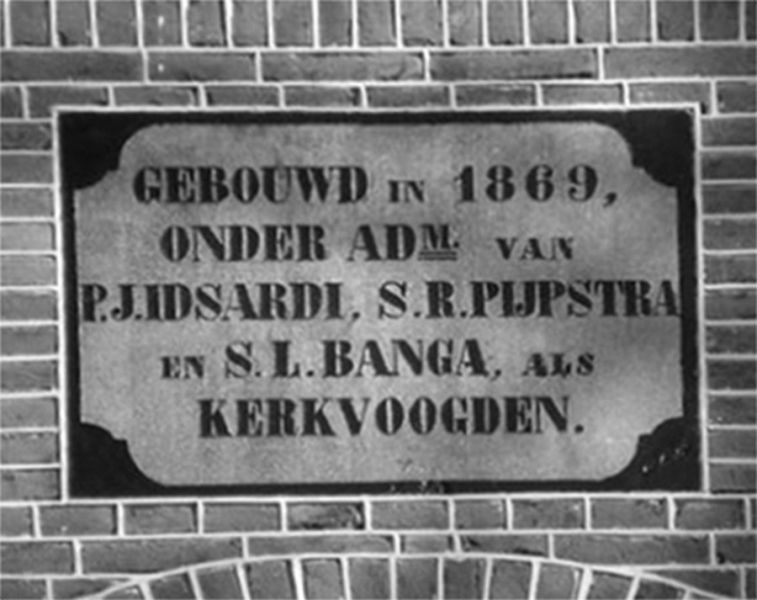 GEBOUWD IN 1869,
ONDER ADM. VAN
P.J.IDSARDI, S.R.PIJPSTRA
EN S.L.BANGA, ALS
KERKVOOGDEN.